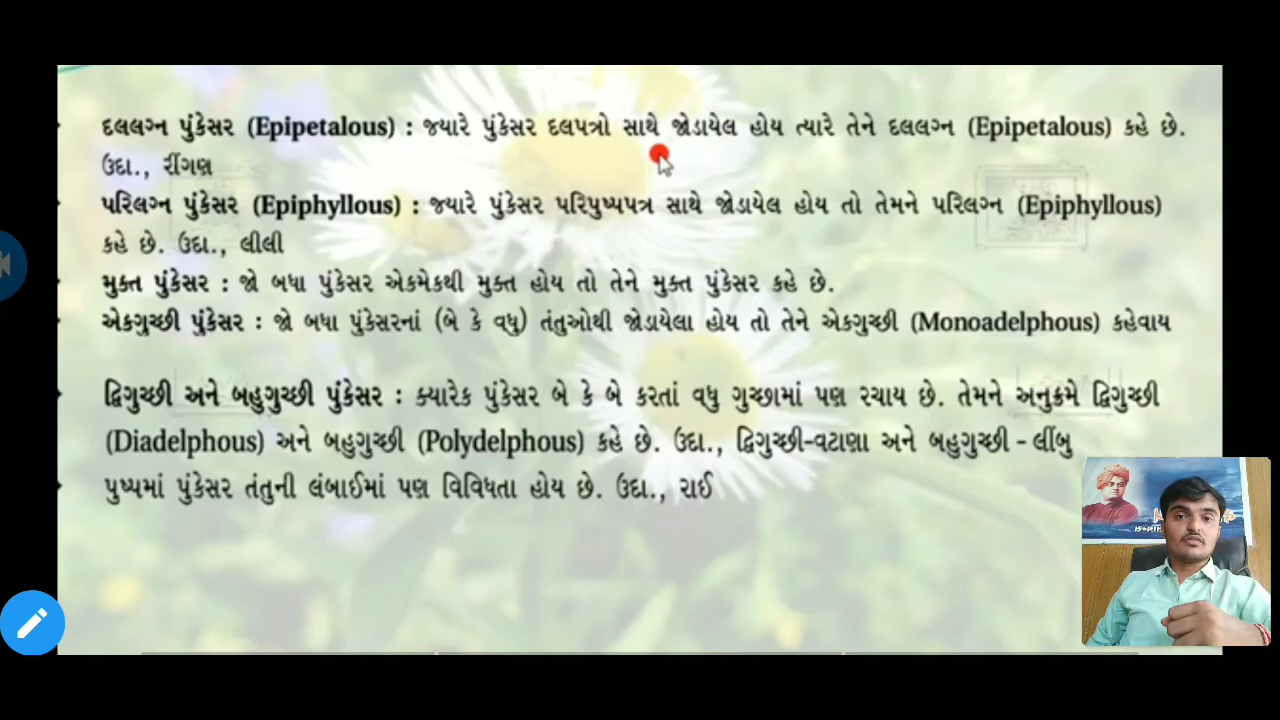 દલલગ્ન પુંકેસર (Epipetalous) : જ્યારે પુંકેસર દલપત્રો સાથે જોડાયેલ હોય ત્યારે તેને દલલગ્ન (Epipetalous) કહે છે.
ઉદા., રીંગણ
પરિલગ્ન પુંકેસર (Epiphyllous) : જ્યારે પુંકેસર પરિપુષ્પપત્ર સાથે જોડાયેલ હોય તો તેમને પરિલગ્ન (Epiphyllous)
કહે છે. ઉદા., લીલી
મુક્ત પુંકેસર : જો બધા પુંકેસર એકમેકથી મુક્ત હોય તો તેને મુક્ત પુંકેસર કહે છે.
એકગુચ્છી પુંકેસર : જો બધા પુંકેસરનાં (બે કે વધુ) તંતુઓથી જોડાયેલા હોય તો તેને એકગુચ્છી (Monoadelphous) કહેવાય
દ્વિગુચ્છી અને બહુગુચ્છી પુંકેસર : ક્યારેક પુંકેસર બે કે બે કરતાં વધુ ગુચ્છામાં પણ રચાય છે. તેમને અનુક્રમે દ્વિગુચ્છી
(Diadelphous) અને બહુગુચ્છી (Polydelphous) કહે છે. ઉદા., દ્વિગુચ્છી-વટાણા અને બહુગુચ્છી - લીંબુ
પુષ્પમાં પુંકેસર તંતુની લંબાઈમાં પણ વિવિધતા હોય છે. ઉદા., રાઈ